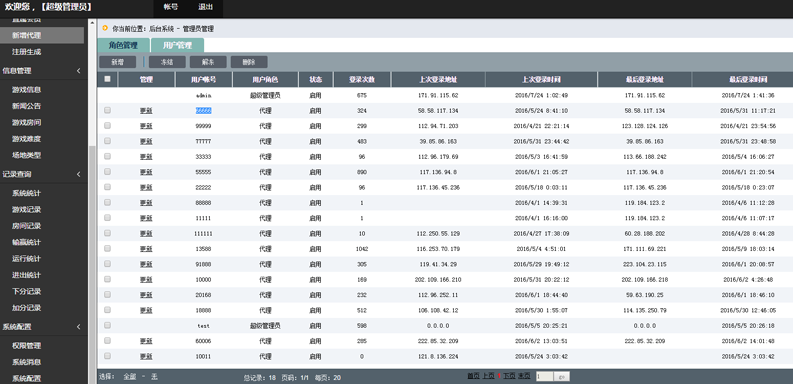 欢迎您，【超级管理员】 帐号 退出
新增代理
注册生成
信息管理
游戏信息
新闻公告
游戏房间
游戏难度
场地类型
记录查询
系统统计
游戏记录
房间记录
输赢统计
运行统计
进出统计
下分记录
加分记录
系统配置
权限管理
系统消息
系统配置
你当前位置：后台系统 - 管理员管理
角色管理 用户管理
新增 冻结 解冻 删除
管理 用户帐号 用户角色 状态 登录次数 上次登录地址 上次登录时间 最后登录地址 最后登录时间
admin 超级管理员 启用 675 171.91.115.62 2016/7/24 1:02:49 171.91.115.62 2016/7/24 1:41:36
更新 66666 代理 启用 324 58.58.117.134 2016/5/24 8:41:10 58.58.117.134 2016/5/31 11:17:21
更新 99999 代理 启用 299 112.94.71.203 2016/4/21 22:21:14 123.128.124.126 2016/4/21 23:54:56
更新 77777 代理 启用 483 39.85.86.163 2016/5/31 23:44:42 39.85.86.163 2016/5/31 23:48:58
更新 33333 代理 启用 96 112.96.179.69 2016/5/3 16:41:59 113.66.188.242 2016/5/4 16:06:27
更新 55555 代理 启用 890 117.136.94.8 2016/6/1 21:05:27 117.136.94.8 2016/6/1 21:20:54
更新 22222 代理 启用 96 117.136.45.236 2016/5/18 0:03:11 117.136.45.236 2016/5/18 0:23:07
更新 88888 代理 启用 1 2016/4/1 14:39:31 119.184.123.2 2016/4/6 11:12:28
更新 11111 代理 启用 1 2016/4/1 16:16:00 119.184.123.2 2016/4/6 11:07:17
更新 111111 代理 启用 10 112.250.55.129 2016/4/27 17:38:09 60.28.188.202 2016/4/28 8:44:28
更新 13588 代理 启用 1042 116.253.70.179 2016/5/4 4:51:01 171.111.69.221 2016/5/9 18:03:14
更新 91888 代理 启用 305 119.41.34.29 2016/5/29 19:49:12 223.104.23.115 2016/6/1 20:08:57
更新 10000 代理 启用 169 202.109.166.210 2016/5/31 20:22:12 202.109.166.218 2016/6/2 4:26:48
更新 20168 代理 启用 232 112.96.252.11 2016/6/1 18:44:40 59.63.190.25 2016/6/1 18:46:10
更新 18888 代理 启用 512 106.108.42.12 2016/5/30 1:55:07 114.135.250.79 2016/5/30 12:46:05
test 超级管理员 启用 598 0.0.0.0 2016/5/5 20:25:21 0.0.0.0 2016/5/5 20:26:18
更新 60006 代理 启用 285 222.85.32.209 2016/6/2 13:03:51 222.85.32.209 2016/6/2 14:01:48
更新 10011 代理 启用 0 121.8.136.224 2016/5/24 3:03:42 2016/5/24 3:03:42
选择： 全部 - 无 总记录：18 页码：1/1 每页：20 首页 上页 下页 末页 1 go